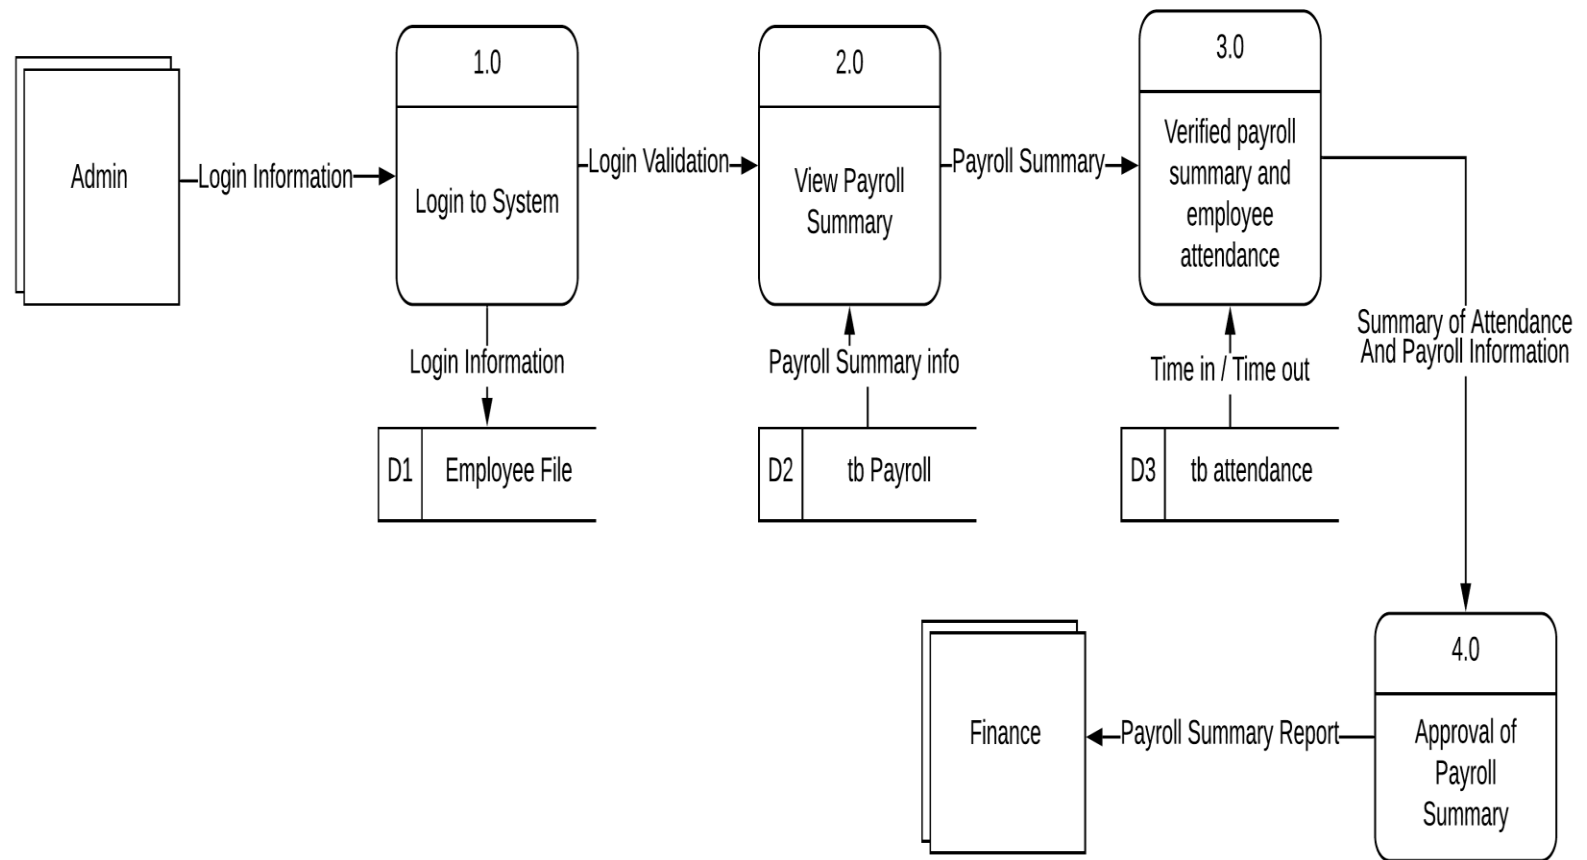 Admin
Login Information
1.0
Login to System
Login Validation
2.0
View Payroll
Summary
Payroll Summary
3.0
Verified payroll
summary and
employee
attendance
Login Information
Payroll Summary info
Time in / Time out
Summary of Attendance
And Payroll Information
D1
Employee File
D2
tb Payroll
D3
tb attendance
Finance
Payroll Summary Report
4.0
Approval of
Payroll
Summary